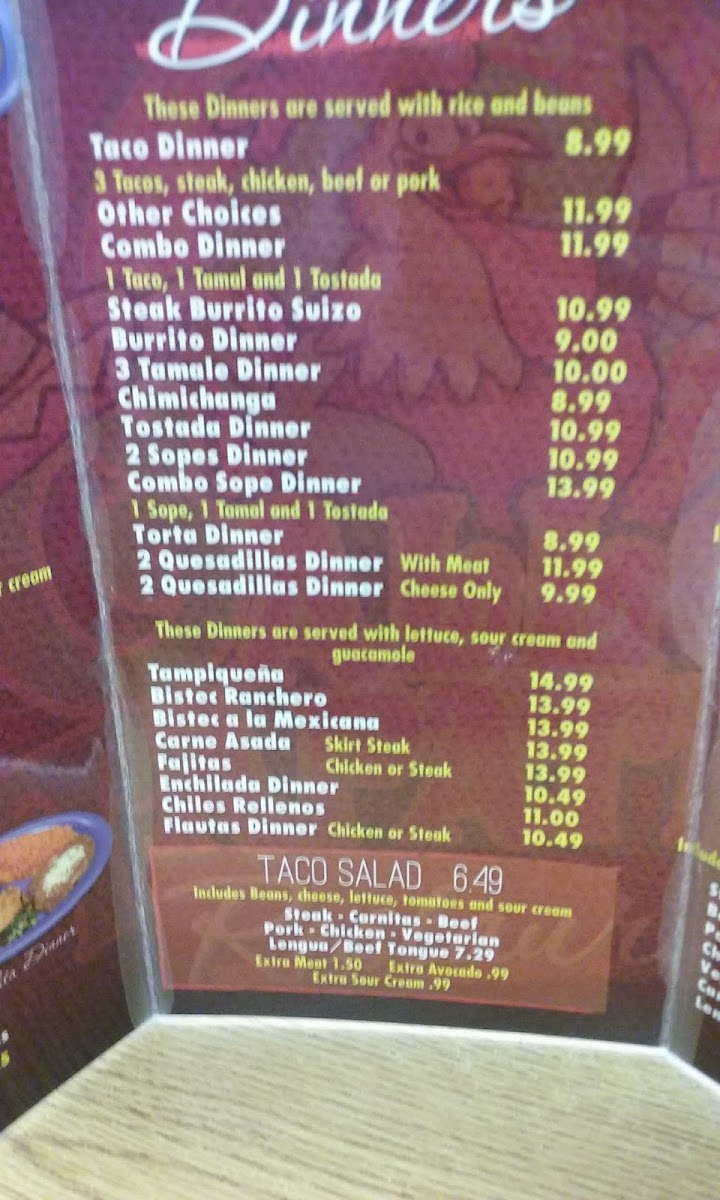 Dinners
These Dinners are served with rice and beans
Taco Dinner 8.99
3 Tacos, steak, chicken, beef or pork
Other Choices 11.99
Combo Dinner 11.99
1 Taco, 1 Tamal and 1 Tostada
Steak Burrito Suizo 10.99
Burrito Dinner 9.00
3 Tamale Dinner 10.00
Chimichanga 8.99
Tostada Dinner 10.99
2 Sopes Dinner 10.99
Combo Sope Dinner 13.99
1 Sope, 1 Tamal and 1 Tostada
Torta Dinner 8.99
2 Quesadillas Dinner With Meat 11.99
2 Quesadillas Dinner Cheese Only 9.99
These Dinners are served with lettuce, sour cream and
guacamole
Tampiqueña 14.99
Bistec Ranchero 13.99
Bistec a la Mexicana 13.99
Carne Asada Skirt Steak 13.99
Fajitas Chicken or Steak 13.99
Enchilada Dinner 10.49
Chiles Rellenos 11.00
Flautas Dinner Chicken or Steak 10.49
TACO SALAD 6.49
Includes Beans, cheese, lettuce, tomatoes and sour cream
Steak - Carnitas - Beef
Pork - Chicken - Vegetarian
Lengua/Beef Tongue 7.29
Extra Meat 1.50 Extra Avocado .99
Extra Sour Cream .99
cream
Dinner